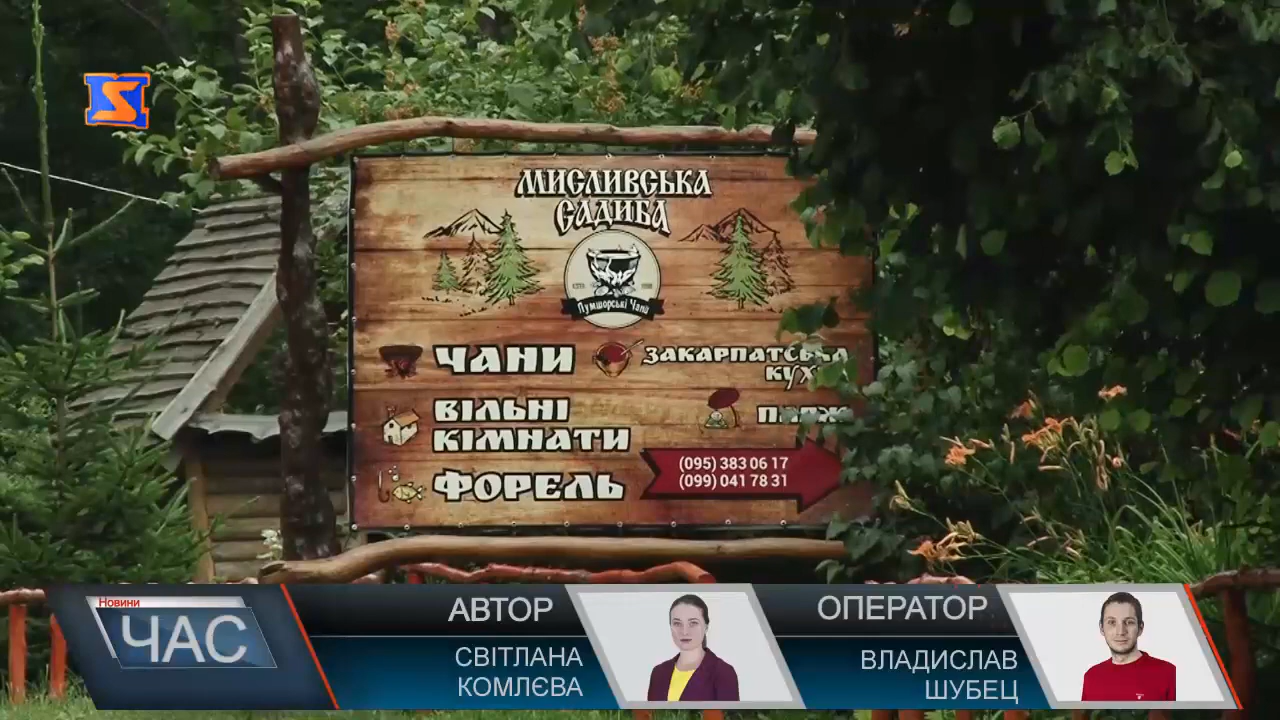 МИСЛИВСЬКА
САДИБА
Пумшорські Чани
ЧАНИ
ЗАКАРПАТСЬКА
ВІЛЬНІ
КІМНАТИ
ФОРЕЛЬ
(095) 383 06 17
(099) 041 78 31
Новини
ЧАС
АВТОР
СВІТЛАНА
КОМЛЄВА
ОПЕРАТОР
ВЛАДИСЛАВ
ШУБЕЦ